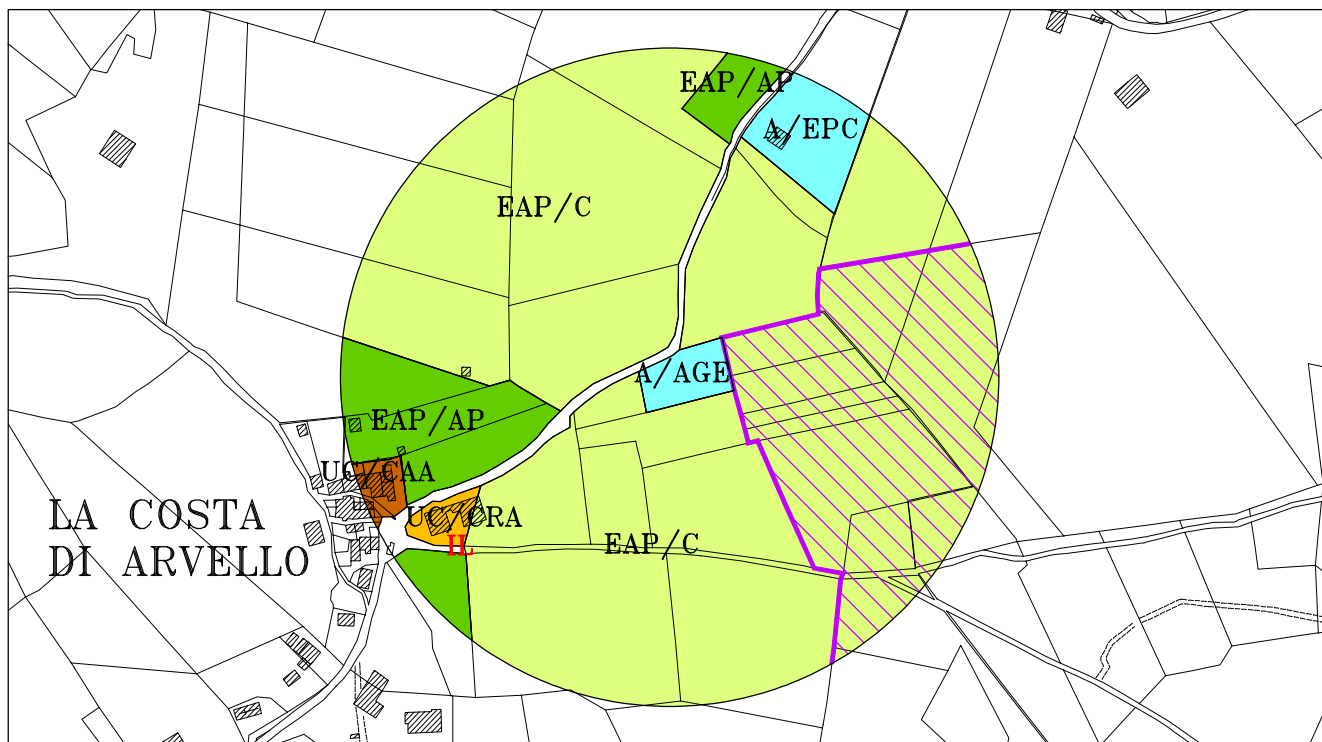 EAP/AP
A/EPC
EAP/C
A/AGE
EAP/AP
UC/CAA
LA COSTA
DI ARVELLO
UC/CRA
IL
EAP/C